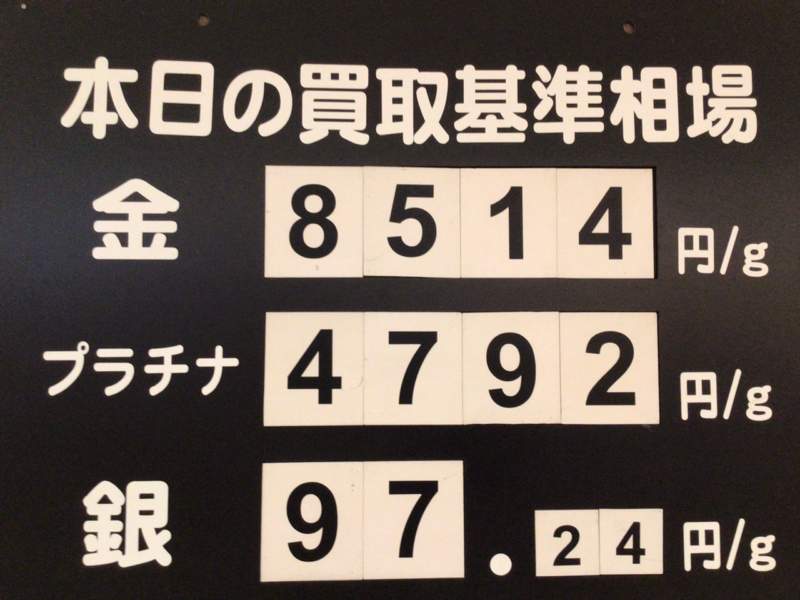 本日の買取基準相場
金 8514 円/g
プラチナ 4792 円/g
銀 97.24 円/g